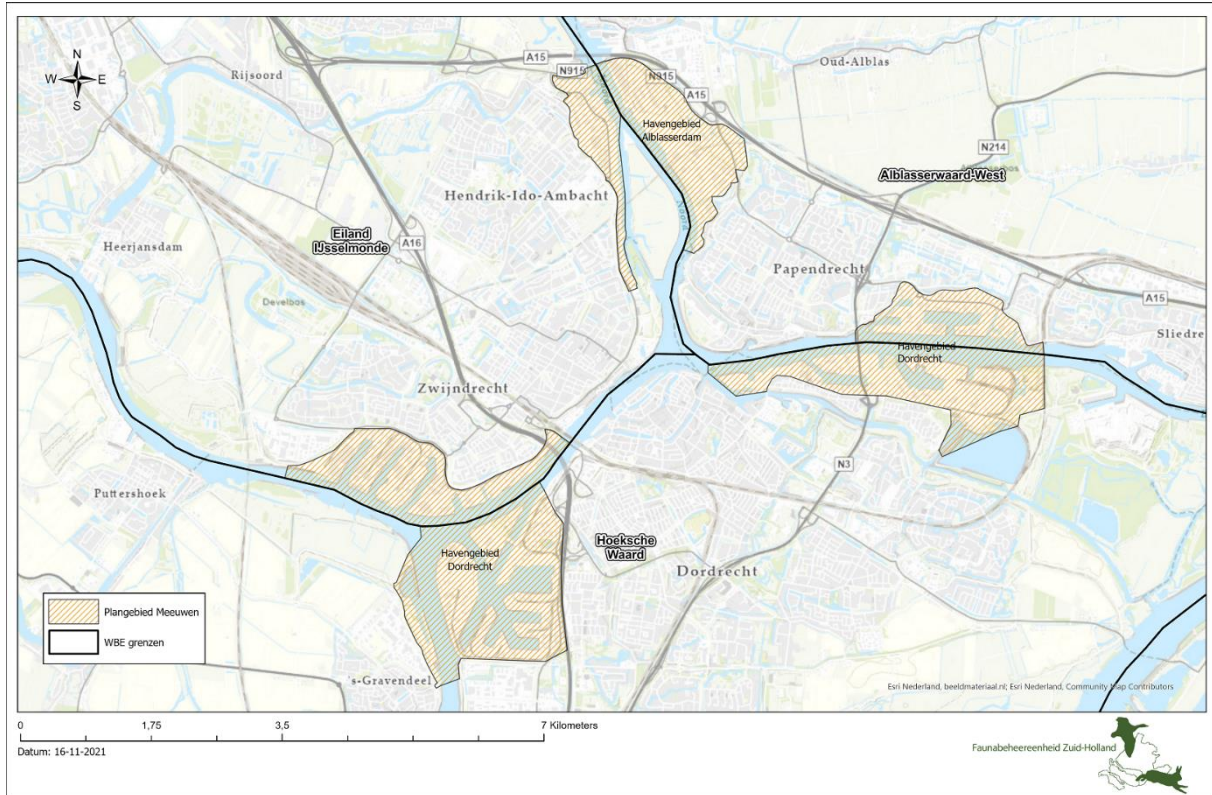 N
W E
S
Rijsoord
A15
N915
N915
A15
Oud-Alblas
Havengebied
Alblasserdam
N214
Alblasserwaard-West
Hendrik-Ido-Ambacht
Noord
Eiland
IJsselmonde
A16
Heerjansdam
Papendrecht
Develbos
A15
Sliedre
Havengebied
Dordrecht
Zwijndrecht
N3
Puttershoek
Havengebied
Dordrecht
Hoeksche
Waard
Dordrecht
Plangebied Meeuwen
WBE grenzen
's-Gravendeel
Esri Nederland, beeldmateriaal.nl; Esri Nederland, Community Map Contributors
0 1,75 3,5 7 Kilometers
Datum: 16-11-2021
Faunabeheereenheid Zuid-Holland